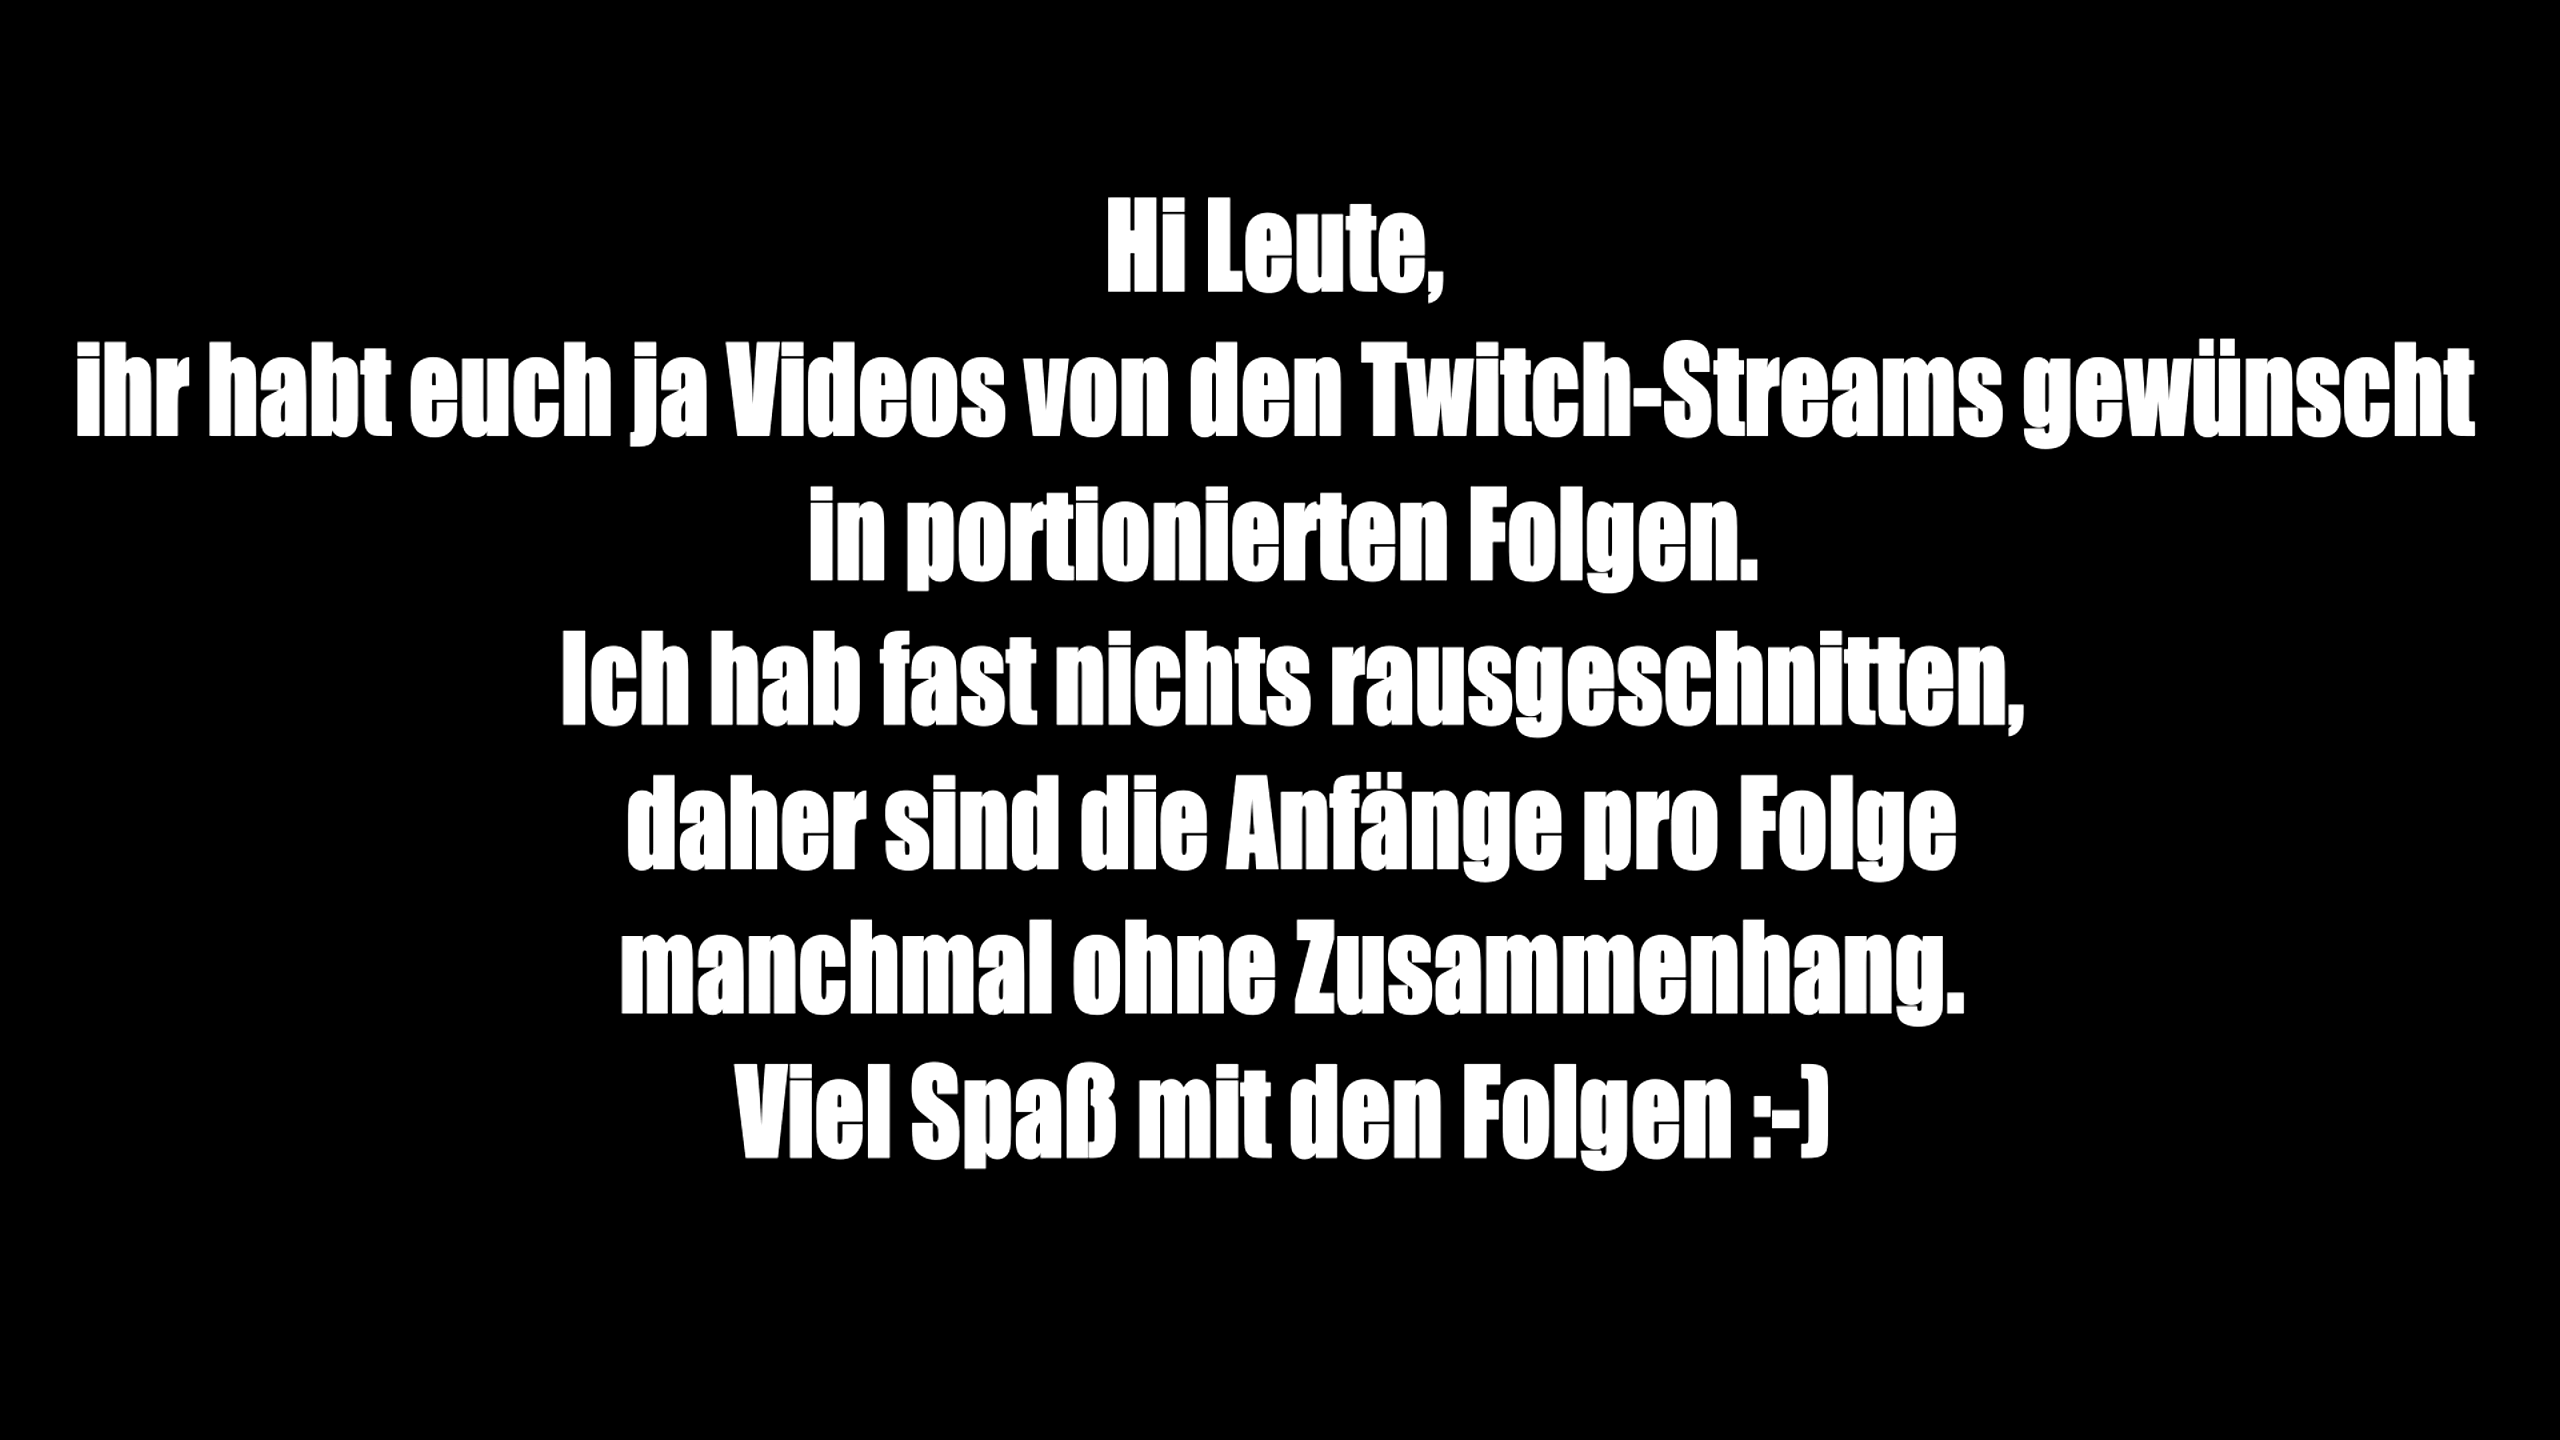 Hi Leute,
ihr habt euch ja Videos von den Twitch-Streams gewünscht
in portionierten Folgen.
Ich hab fast nichts rausgeschnitten,
daher sind die Anfänge pro Folge
manchmal ohne Zusammenhang.
Viel Spaß mit den Folgen :-)